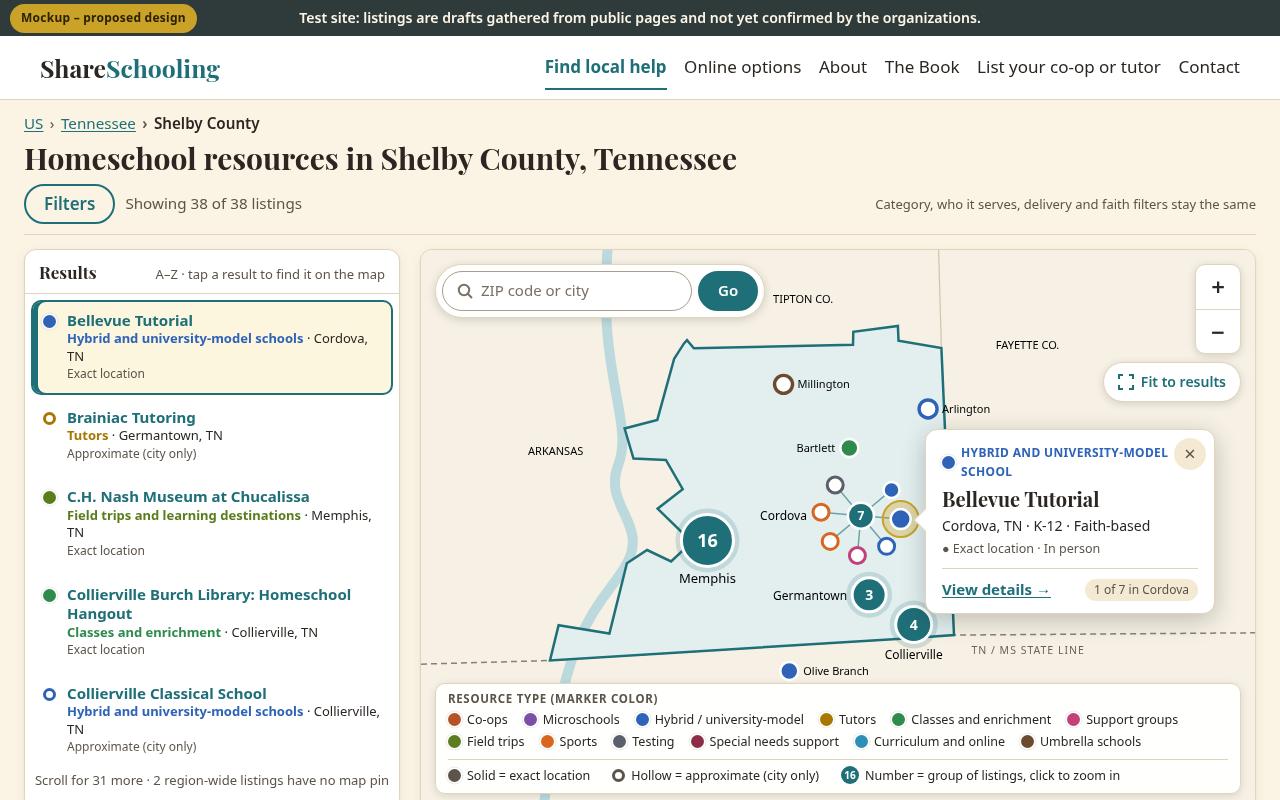 Mockup – proposed design
Test site: listings are drafts gathered from public pages and not yet confirmed by the organizations.
ShareSchooling
Find local help
Online options
About
The Book
List your co-op or tutor
Contact
US › Tennessee › Shelby County
Homeschool resources in Shelby County, Tennessee
Filters
Showing 38 of 38 listings
Category, who it serves, delivery and faith filters stay the same
Results
A–Z · tap a result to find it on the map
Bellevue Tutorial
Hybrid and university-model schools · Cordova,
TN
Exact location
Brainiac Tutoring
Tutors · Germantown, TN
Approximate (city only)
C.H. Nash Museum at Chucalissa
Field trips and learning destinations · Memphis,
TN
Exact location
Collierville Burch Library: Homeschool
Hangout
Classes and enrichment · Collierville, TN
Exact location
Collierville Classical School
Hybrid and university-model schools · Collierville,
TN
Approximate (city only)
Scroll for 31 more · 2 region-wide listings have no map pin
ZIP code or city
Go
TIPTON CO.
+
−
FAYETTE CO.
Fit to results
Millington
Arlington
ARKANSAS
Bartlett
Cordova
7
16
Memphis
Germantown
3
4
Collierville
TN / MS STATE LINE
Olive Branch
HYBRID AND UNIVERSITY-MODEL
SCHOOL
×
Bellevue Tutorial
Cordova, TN · K-12 · Faith-based
● Exact location · In person
View details →
1 of 7 in Cordova
RESOURCE TYPE (MARKER COLOR)
Co-ops
Microschools
Hybrid / university-model
Tutors
Classes and enrichment
Support groups
Field trips
Sports
Testing
Special needs support
Curriculum and online
Umbrella schools
Solid = exact location
Hollow = approximate (city only)
16 Number = group of listings, click to zoom in